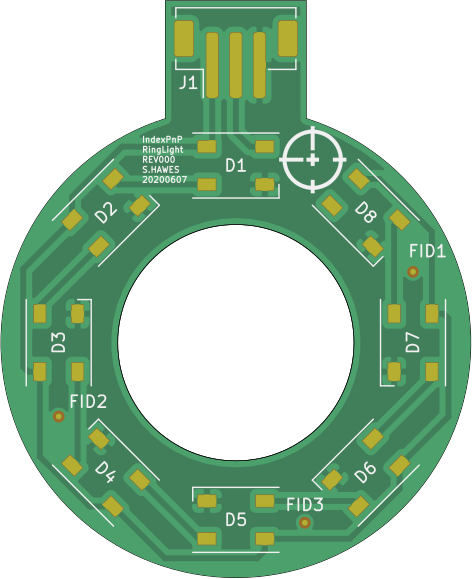 J1
IndexPnP
RingLight
REV000
S.HAWES
20200607
D1
D2
D8
FID1
D3
D7
FID2
D4
D6
FID3
D5